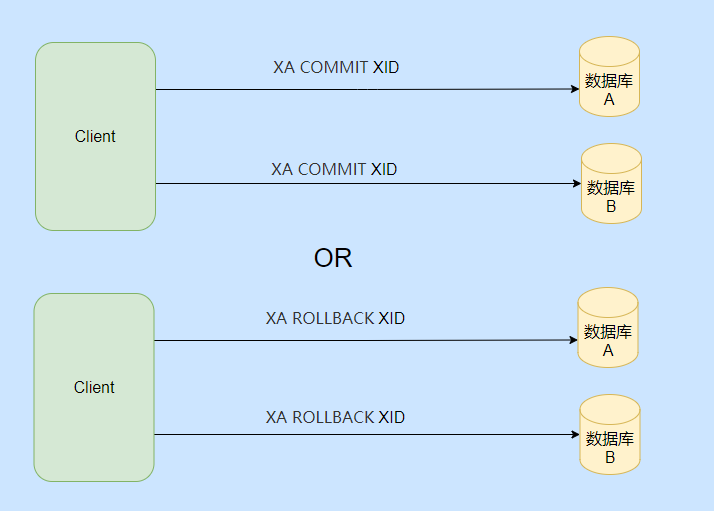 XA COMMIT XID
数据库
A
Client
XA COMMIT XID
数据库
B
OR
XA ROLLBACK XID
数据库
A
Client
XA ROLLBACK XID
数据库
B